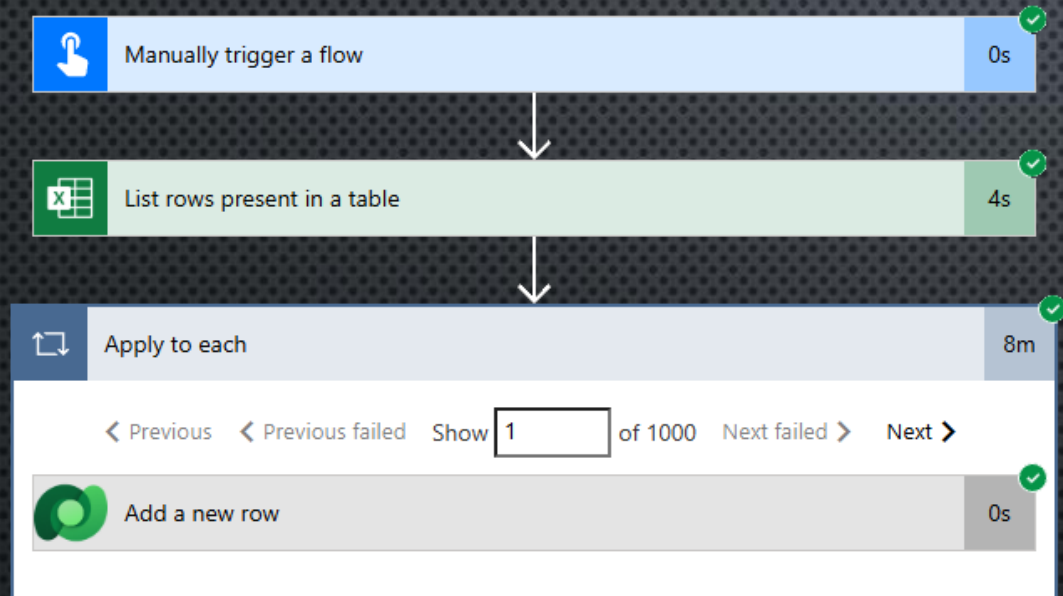 Manually trigger a flow 0s
X
List rows present in a table 4s
Apply to each 8m
Previous Previous failed Show 1 of 1000 Next failed Next
Add a new row 0s